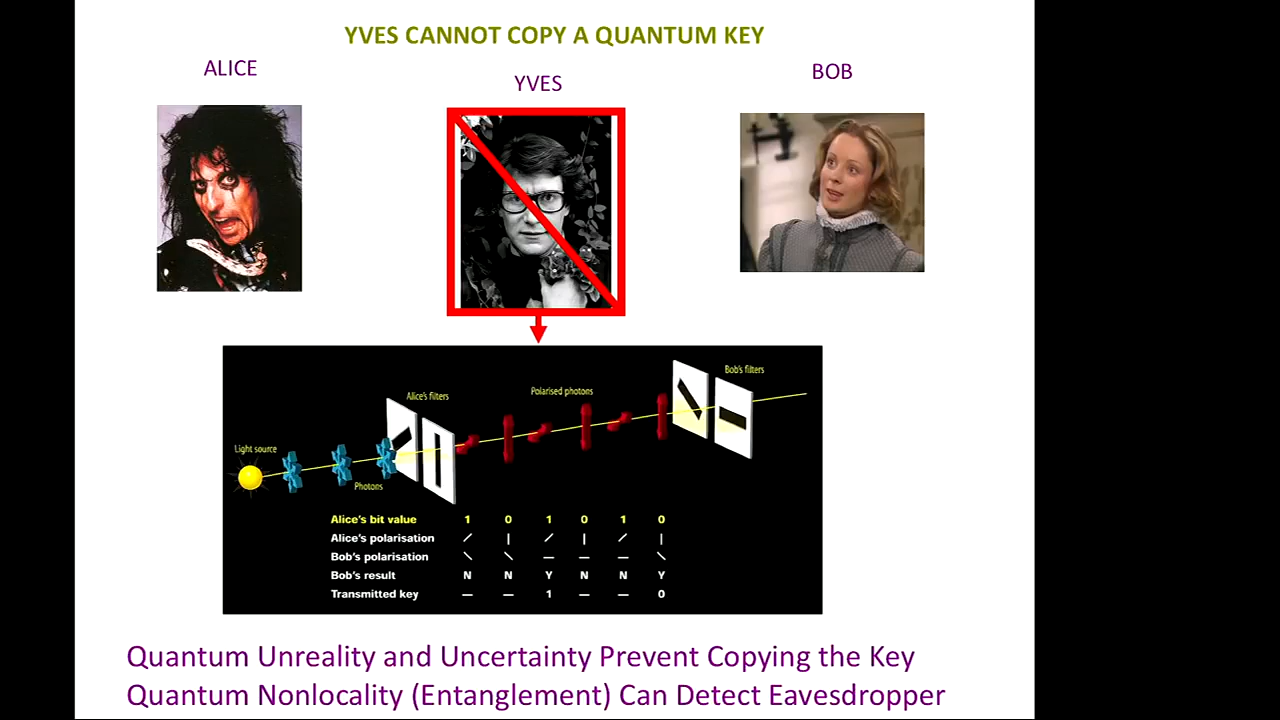 YVES CANNOT COPY A QUANTUM KEY
ALICE
YVES
BOB
Light source
Photons
Alice's filters
Polarised photons
Bob's filters
Alice's bit value 1 0 1 0 1 0
Alice's polarisation / | / | / |
Bob's polarisation \ \ — — — \
Bob's result N N Y N N Y
Transmitted key — — 1 — — 0
Quantum Unreality and Uncertainty Prevent Copying the Key
Quantum Nonlocality (Entanglement) Can Detect Eavesdropper